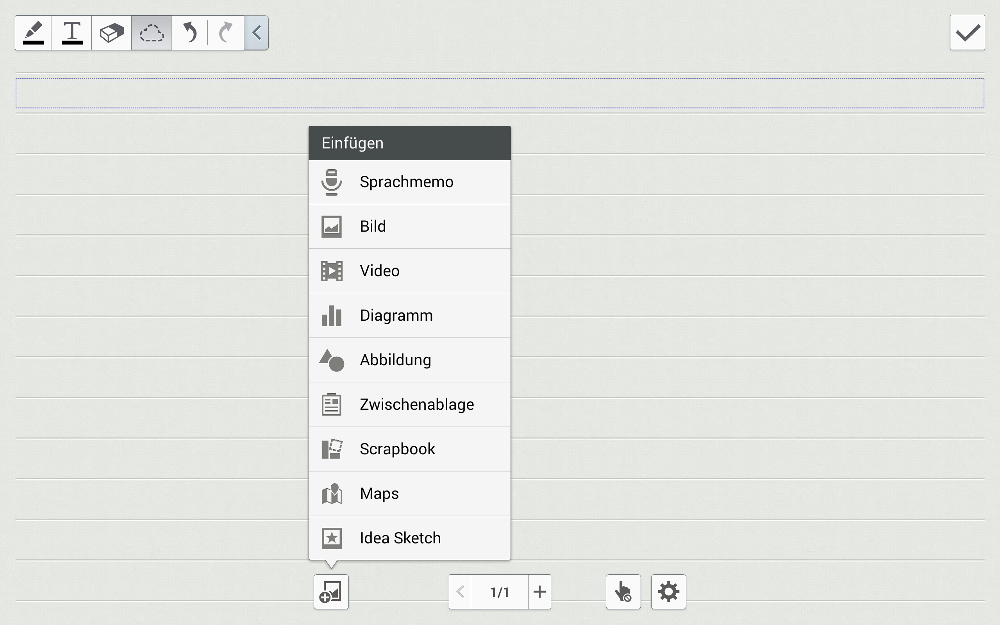 T
Einfügen
Sprachmemo
Bild
Video
Diagramm
Abbildung
Zwischenablage
Scrapbook
Maps
Idea Sketch
1/1